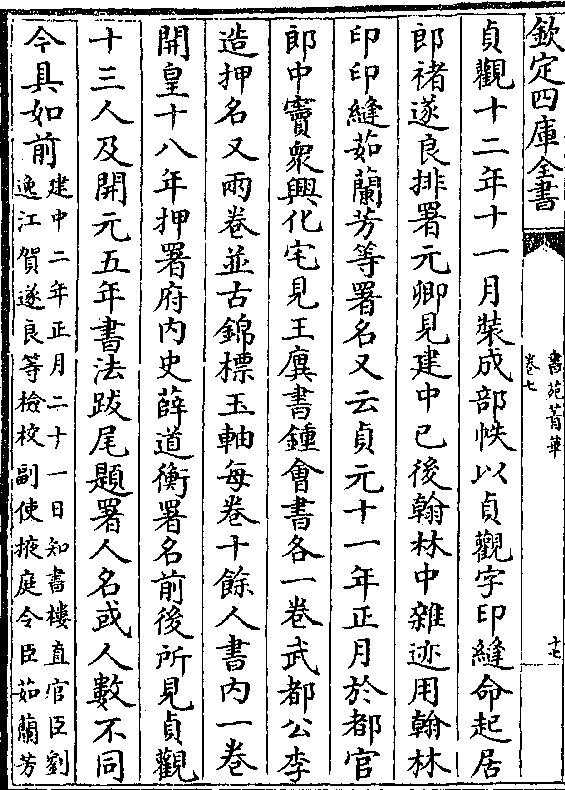 欽定四庫全書
書苑菁華
卷七
十七
貞觀十二年十一月裝成部帙以貞觀字印縫命起居
郎褚遂良排署元卿見建中已後翰林中雜迹用翰林
印印縫茹蘭芳等署名又云貞元十一年正月於都官
郎中竇衆興化宅見王廙書鍾會書各一卷武都公李
造押名又兩卷並古錦標玉軸每卷十餘人書内一卷
開皇十八年押署府内史薛道衡署名前後所見貞觀
十三人及開元五年書法跋尾題署人名或人數不同
今具如前
建中二年正月二十一日知書樓直官臣劉
逸江賀遂良等檢校副使掖庭令臣茹蘭芳